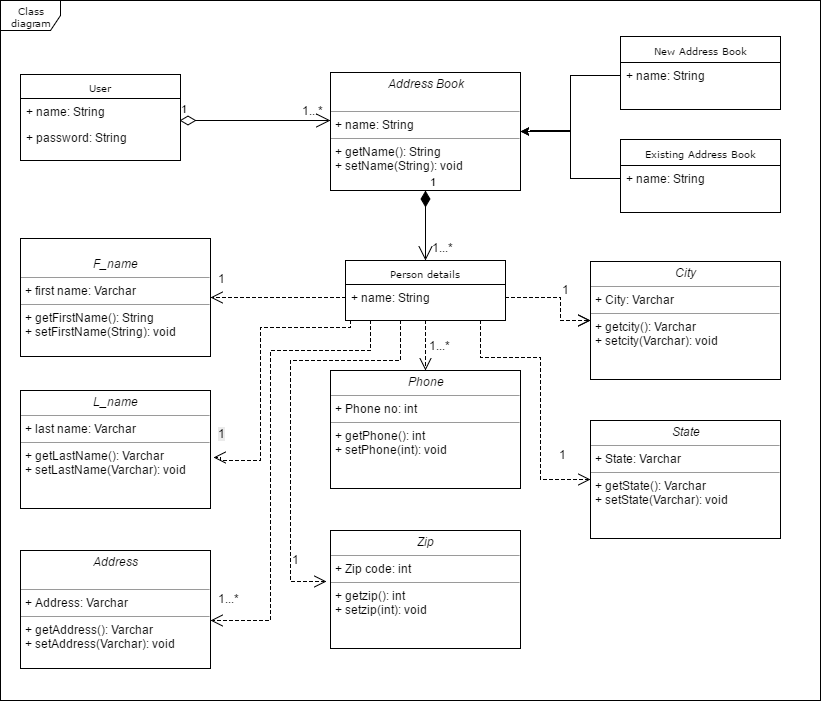 Class
diagram
User
+ name: String
+ password: String
1
1...*
Address Book
+ name: String
+ getName(): String
+ setName(String): void
1
New Address Book
+ name: String
Existing Address Book
+ name: String
1...*
Person details
+ name: String
F_name
+ first name: Varchar
+ getFirstName(): String
+ setFirstName(String): void
1
1
City
+ City: Varchar
+ getcity(): Varchar
+ setcity(Varchar): void
L_name
+ last name: Varchar
+ getLastName(): Varchar
+ setLastName(Varchar): void
1
1...*
Phone
+ Phone no: int
+ getPhone(): int
+ setPhone(int): void
1
State
+ State: Varchar
+ getState(): Varchar
+ setState(Varchar): void
Address
+ Address: Varchar
+ getAddress(): Varchar
+ setAddress(Varchar): void
1...*
1
Zip
+ Zip code: int
+ getzip(): int
+ setzip(int): void